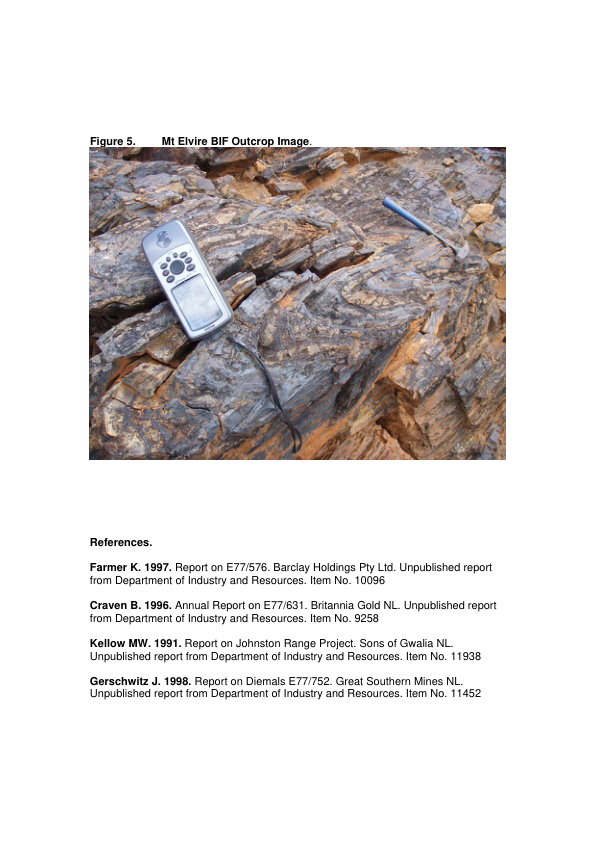 Figure 5. Mt Elvire BIF Outcrop Image.
References.
Farmer K. 1997. Report on E77/576. Barclay Holdings Pty Ltd. Unpublished report
from Department of Industry and Resources. Item No. 10096
Craven B. 1996. Annual Report on E77/631. Britannia Gold NL. Unpublished report
from Department of Industry and Resources. Item No. 9258
Kellow MW. 1991. Report on Johnston Range Project. Sons of Gwalia NL.
Unpublished report from Department of Industry and Resources. Item No. 11938
Gerschwitz J. 1998. Report on Diemals E77/752. Great Southern Mines NL.
Unpublished report from Department of Industry and Resources. Item No. 11452